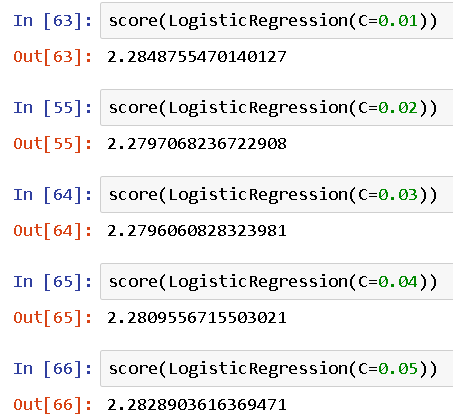 In [63]: score(LogisticRegression(C=0.01))
Out[63]: 2.2848755470140127
In [55]: score(LogisticRegression(C=0.02))
Out[55]: 2.2797068236722908
In [64]: score(LogisticRegression(C=0.03))
Out[64]: 2.2796060828323981
In [65]: score(LogisticRegression(C=0.04))
Out[65]: 2.2809556715503021
In [66]: score(LogisticRegression(C=0.05))
Out[66]: 2.2828903616369471